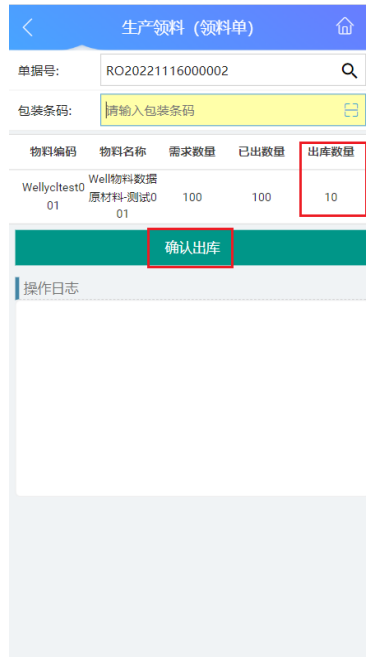 生产领料（领料单）
单据号: RO20221116000002
包装条码: 请输入包装条码
物料编码 物料名称 需求数量 已出数量 出库数量
Wellycltest0 Well物料数据
01 原材料-测试0 100 100 10
01
确认出库
操作日志